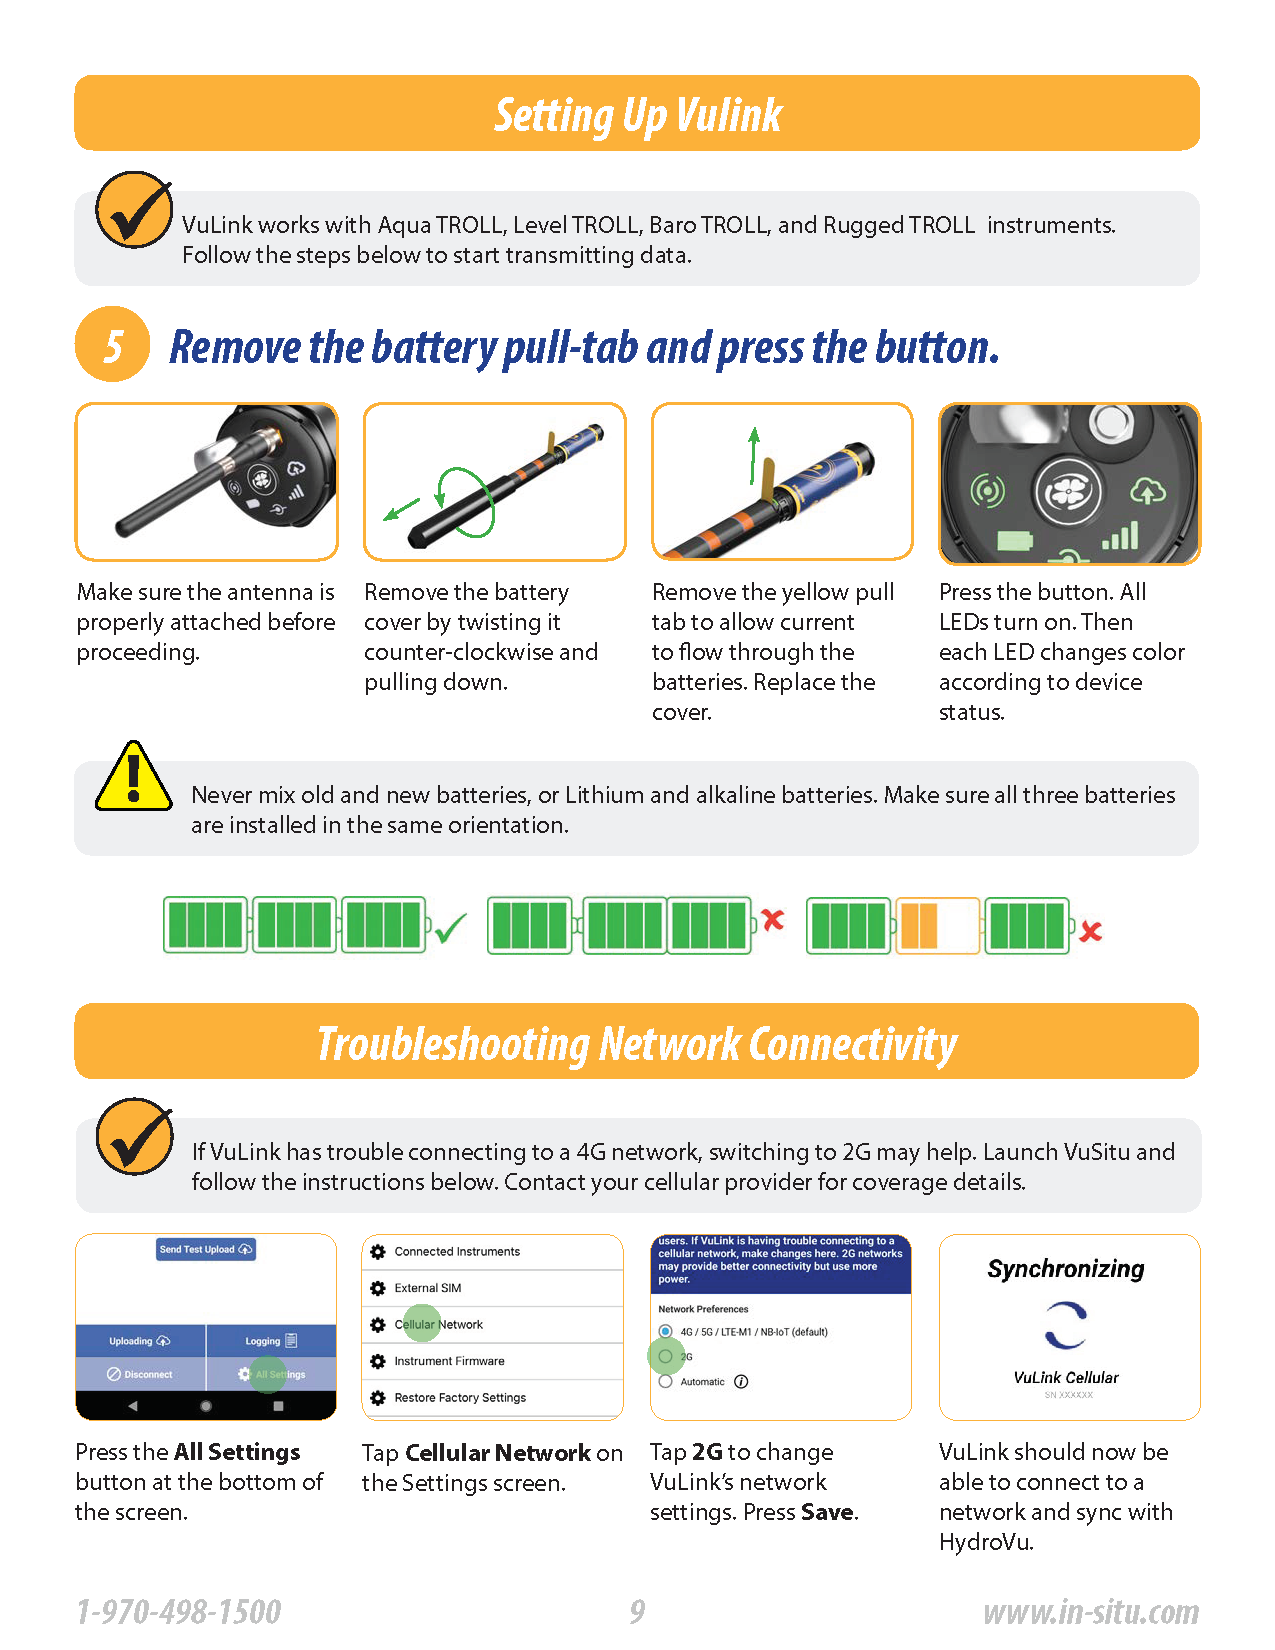 Setting Up Vulink
VuLink works with Aqua TROLL, Level TROLL, Baro TROLL, and Rugged TROLL instruments.
Follow the steps below to start transmitting data.
5 Remove the battery pull-tab and press the button.
Make sure the antenna is
properly attached before
proceeding.
Remove the battery
cover by twisting it
counter-clockwise and
pulling down.
Remove the yellow pull
tab to allow current
to flow through the
batteries. Replace the
cover.
Press the button. All
LEDs turn on. Then
each LED changes color
according to device
status.
Never mix old and new batteries, or Lithium and alkaline batteries. Make sure all three batteries
are installed in the same orientation.
Troubleshooting Network Connectivity
If VuLink has trouble connecting to a 4G network, switching to 2G may help. Launch VuSitu and
follow the instructions below. Contact your cellular provider for coverage details.
Send Test Upload
Uploading
Logging
Disconnect
All Settings
Connected Instruments
External SIM
Cellular Network
Instrument Firmware
Restore Factory Settings
users. If VuLink is having trouble connecting to a
cellular network, make changes here. 2G networks
may provide better connectivity but use more
power.
Network Preferences
4G / 5G / LTE-M1 / NB-IoT (default)
2G
Automatic
Synchronizing
VuLink Cellular
SN XXXXXX
Press the All Settings
button at the bottom of
the screen.
Tap Cellular Network on
the Settings screen.
Tap 2G to change
VuLink's network
settings. Press Save.
VuLink should now be
able to connect to a
network and sync with
HydroVu.
1-970-498-1500
9
www.in-situ.com